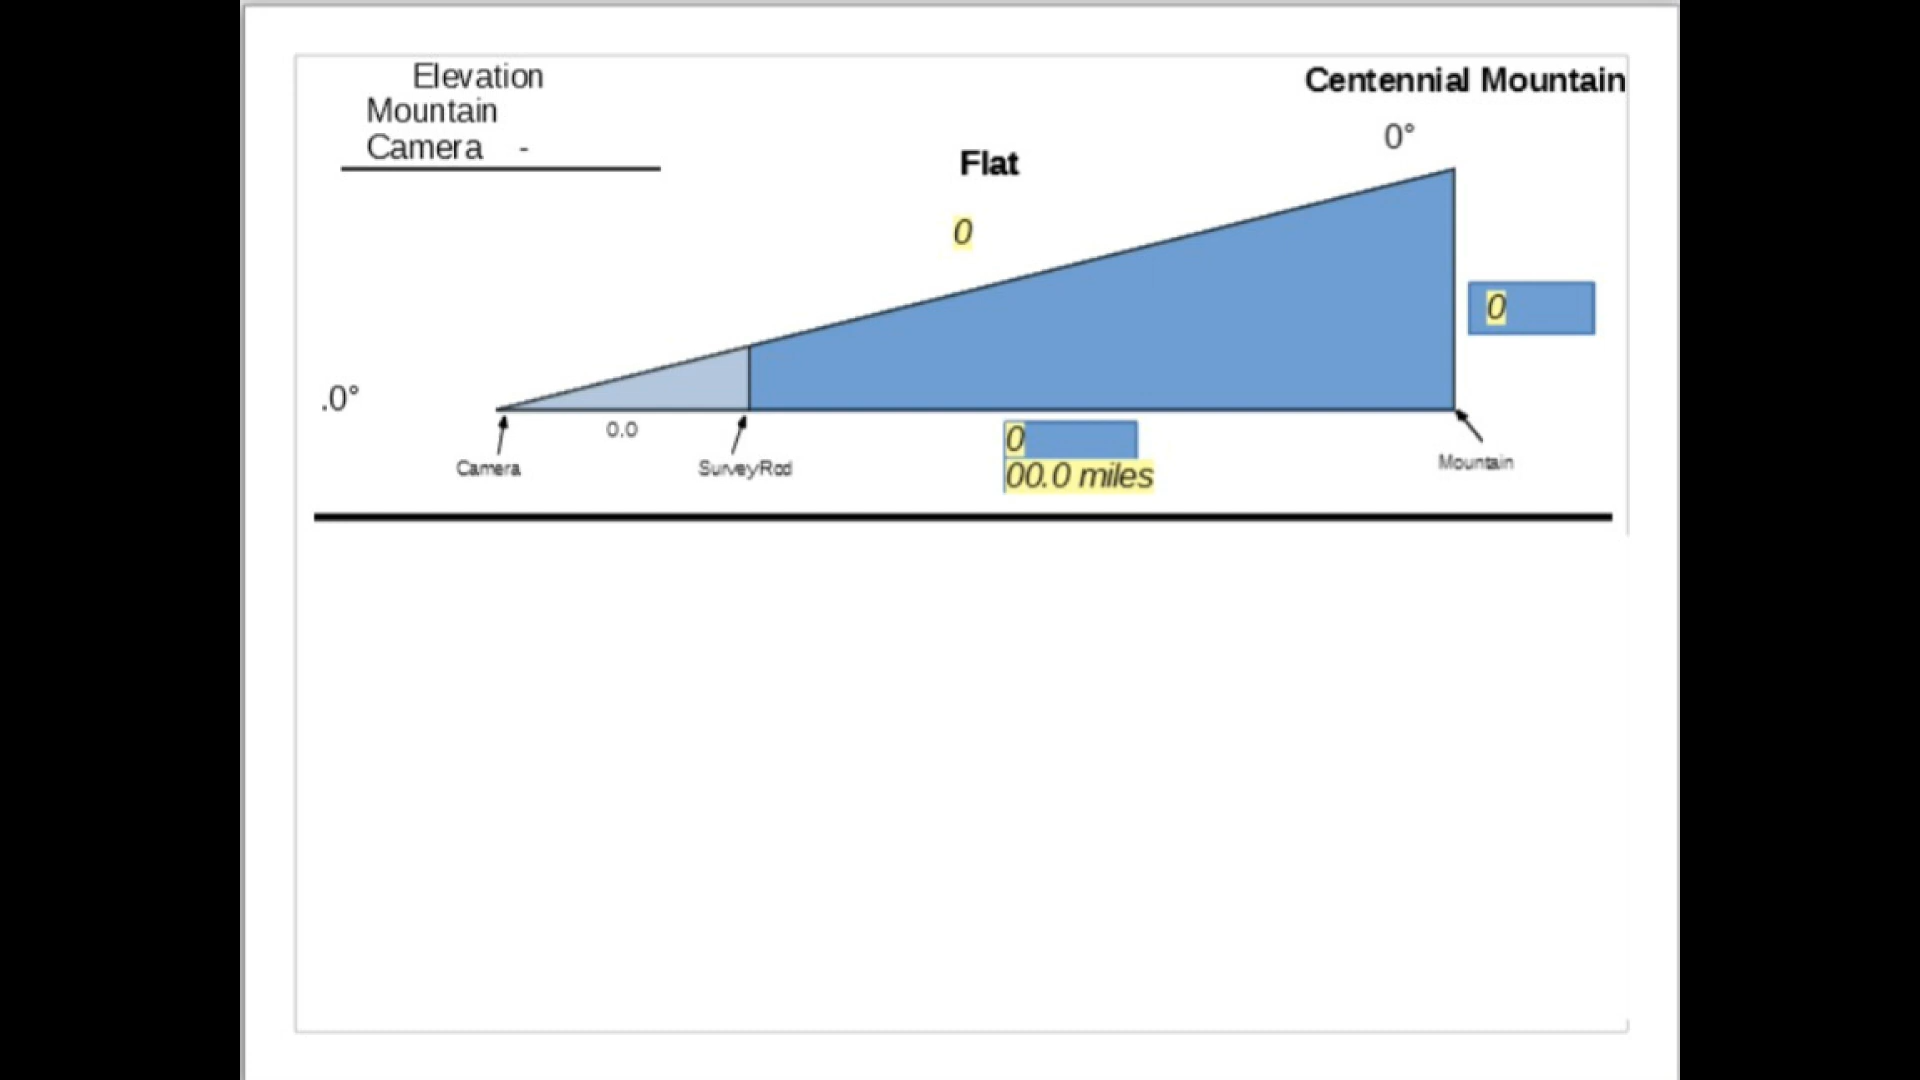 Elevation
Mountain
Camera -
Centennial Mountain
0°
Flat
0
0
.0°
0.0
Camera
SurveyRod
0
00.0 miles
Mountain